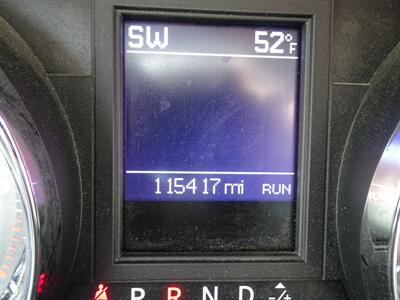 SW 52°F
115417 mi RUN
P R N D -/+